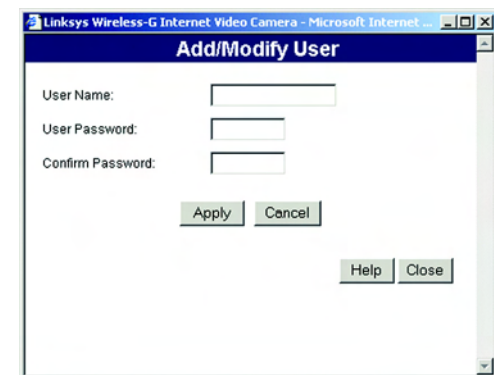 Linksys Wireless-G Internet Video Camera - Microsoft Internet ...
Add/Modify User
User Name:
User Password:
Confirm Password:
Apply Cancel
Help Close